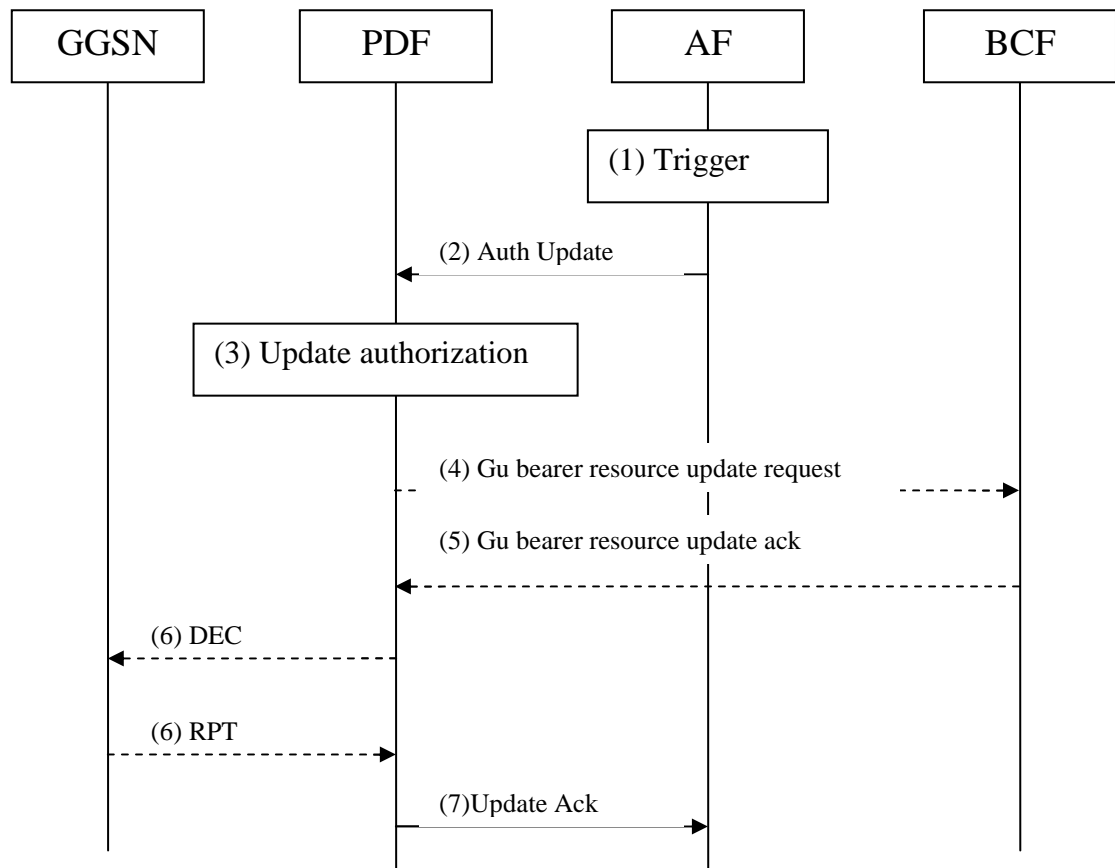 GGSN
PDF
AF
BCF
(1) Trigger
(2) Auth Update
(3) Update authorization
(4) Gu bearer resource update request
(5) Gu bearer resource update ack
(6) DEC
(6) RPT
(7)Update Ack